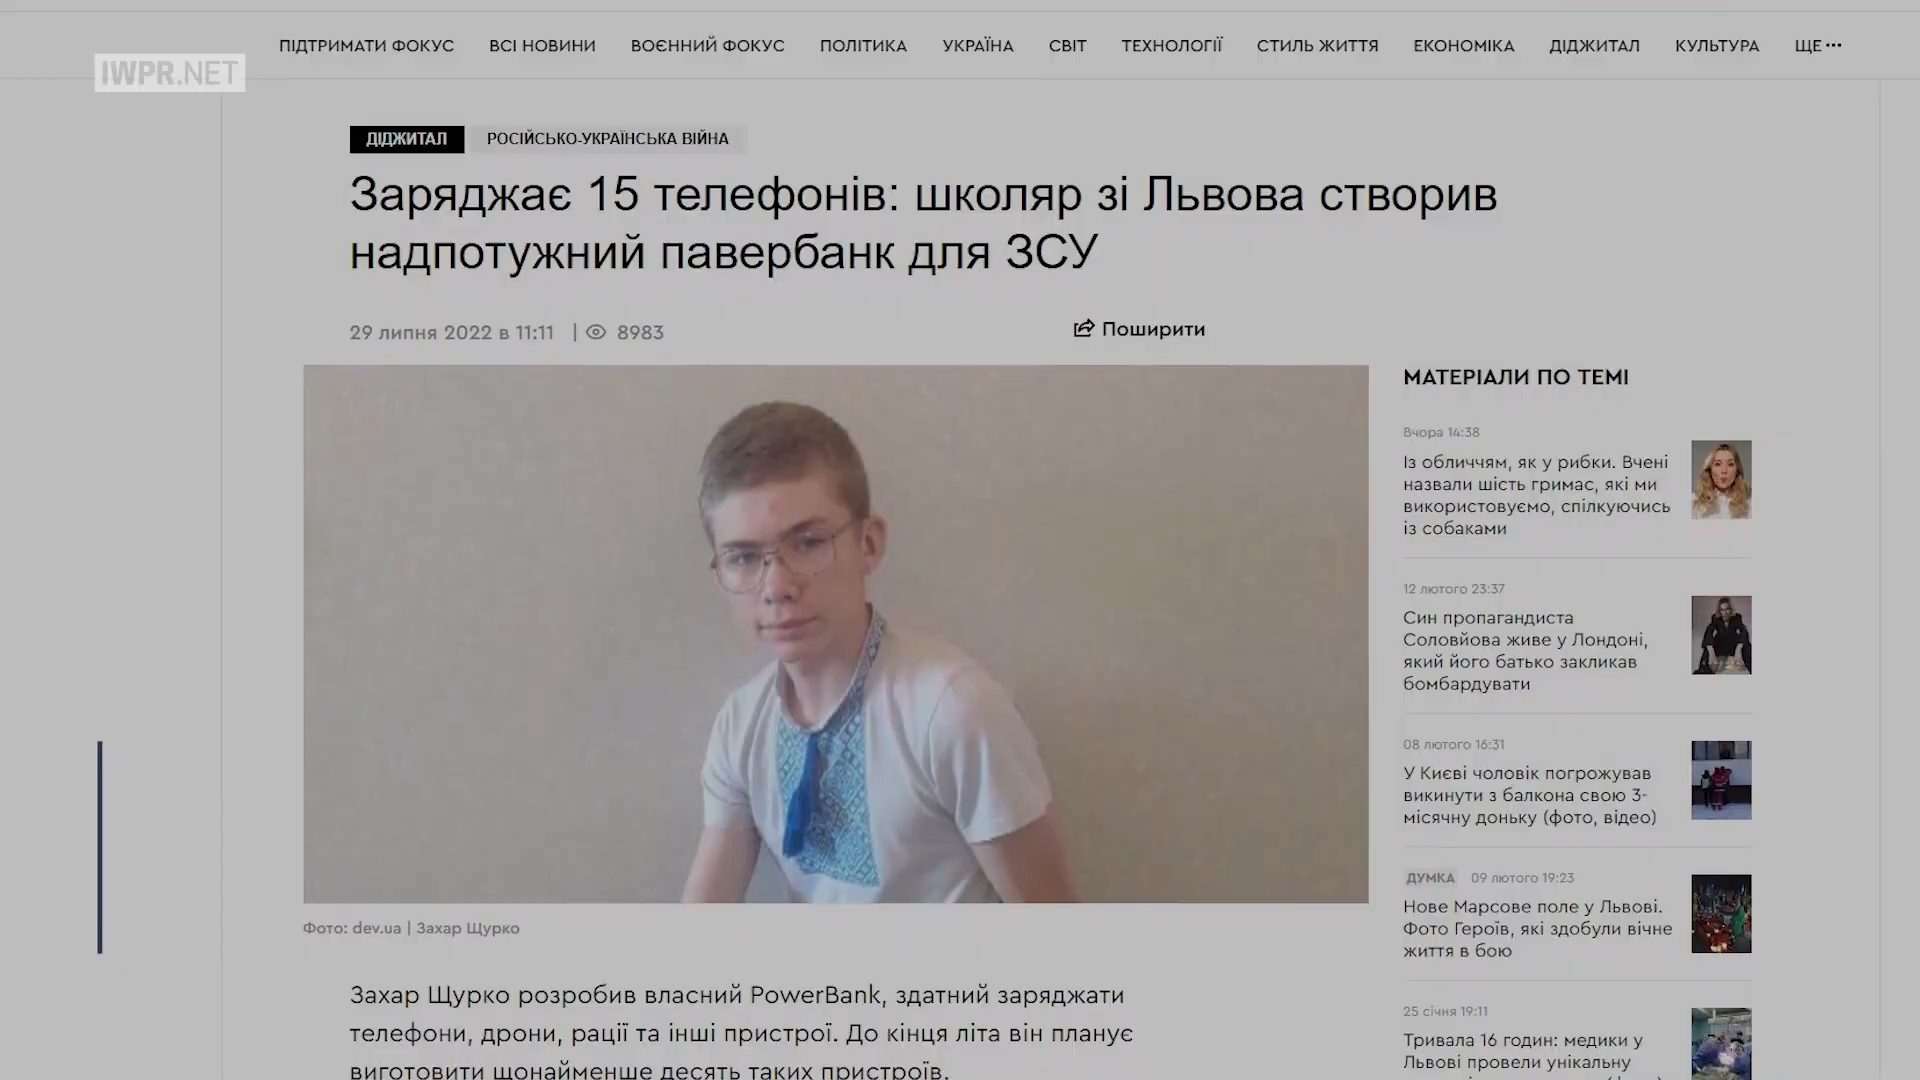 ПІДТРИМАТИ ФОКУС ВСІ НОВИНИ ВОЄННИЙ ФОКУС ПОЛІТИКА УКРАЇНА СВІТ ТЕХНОЛОГІЇ СТИЛЬ ЖИТТЯ ЕКОНОМІКА ДІДЖИТАЛ КУЛЬТУРА ЩЕ •••
IWPR.NET
ДІДЖИТАЛ РОСІЙСЬКО-УКРАЇНСЬКА ВІЙНА
Заряджає 15 телефонів: школяр зі Львова створив
надпотужний павербанк для ЗСУ
29 липня 2022 в 11:11 | 8983
Поширити
Фото: dev.ua | Захар Щурко
Захар Щурко розробив власний PowerBank, здатний заряджати
телефони, дрони, рації та інші пристрої. До кінця літа він планує
виготовити щонайменше десять таких пристроїв.
МАТЕРІАЛИ ПО ТЕМІ
Вчора 14:38
Із обличчям, як у рибки. Вчені
назвали шість гримас, які ми
використовуємо, спілкуючись
із собаками
12 лютого 23:37
Син пропагандиста
Соловйова живе у Лондоні,
який його батько закликав
бомбардувати
08 лютого 16:31
У Києві чоловік погрожував
викинути з балкона свою 3-
місячну доньку (фото, відео)
ДУМКА 09 лютого 19:23
Нове Марсове поле у Львові.
Фото Героїв, які здобули вічне
життя в бою
25 січня 19:11
Тривала 16 годин: медики у
Львові провели унікальну